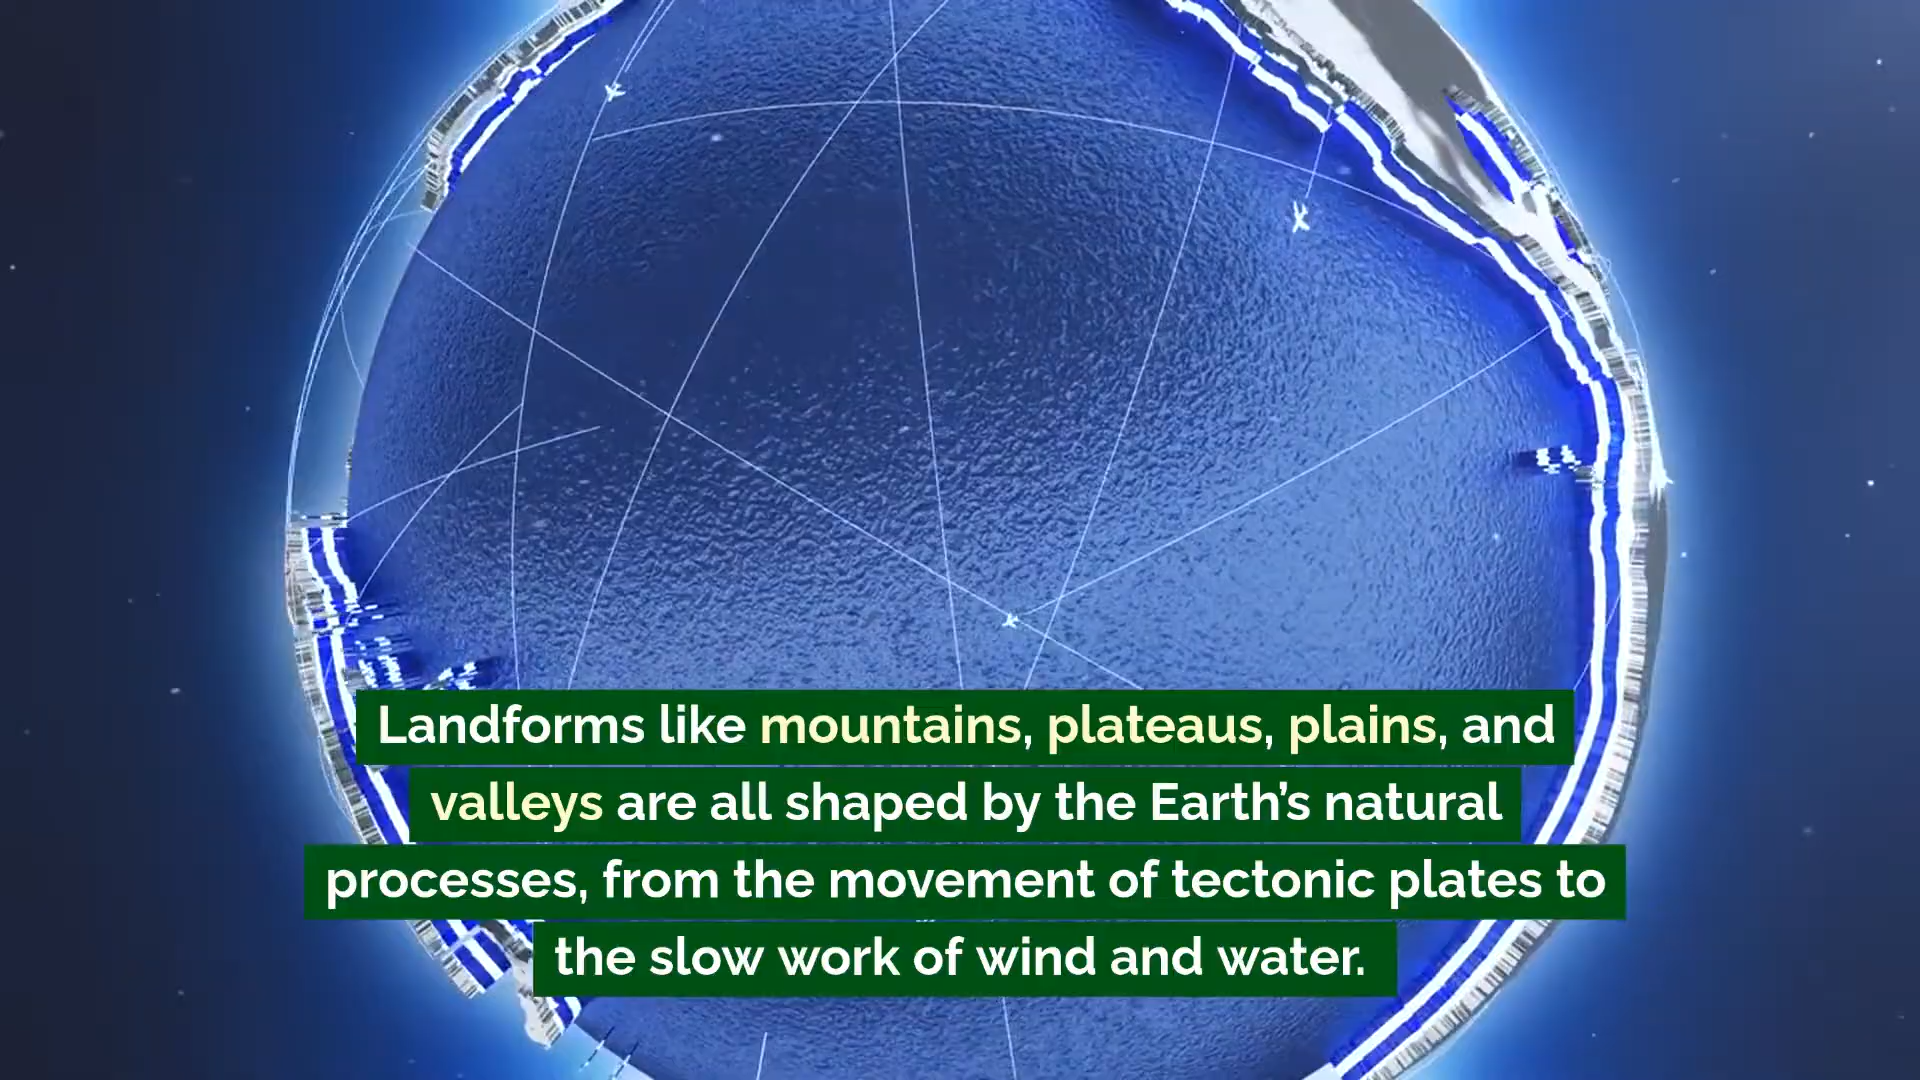 Landforms like mountains, plateaus, plains, and
valleys are all shaped by the Earth’s natural
processes, from the movement of tectonic plates to
the slow work of wind and water.